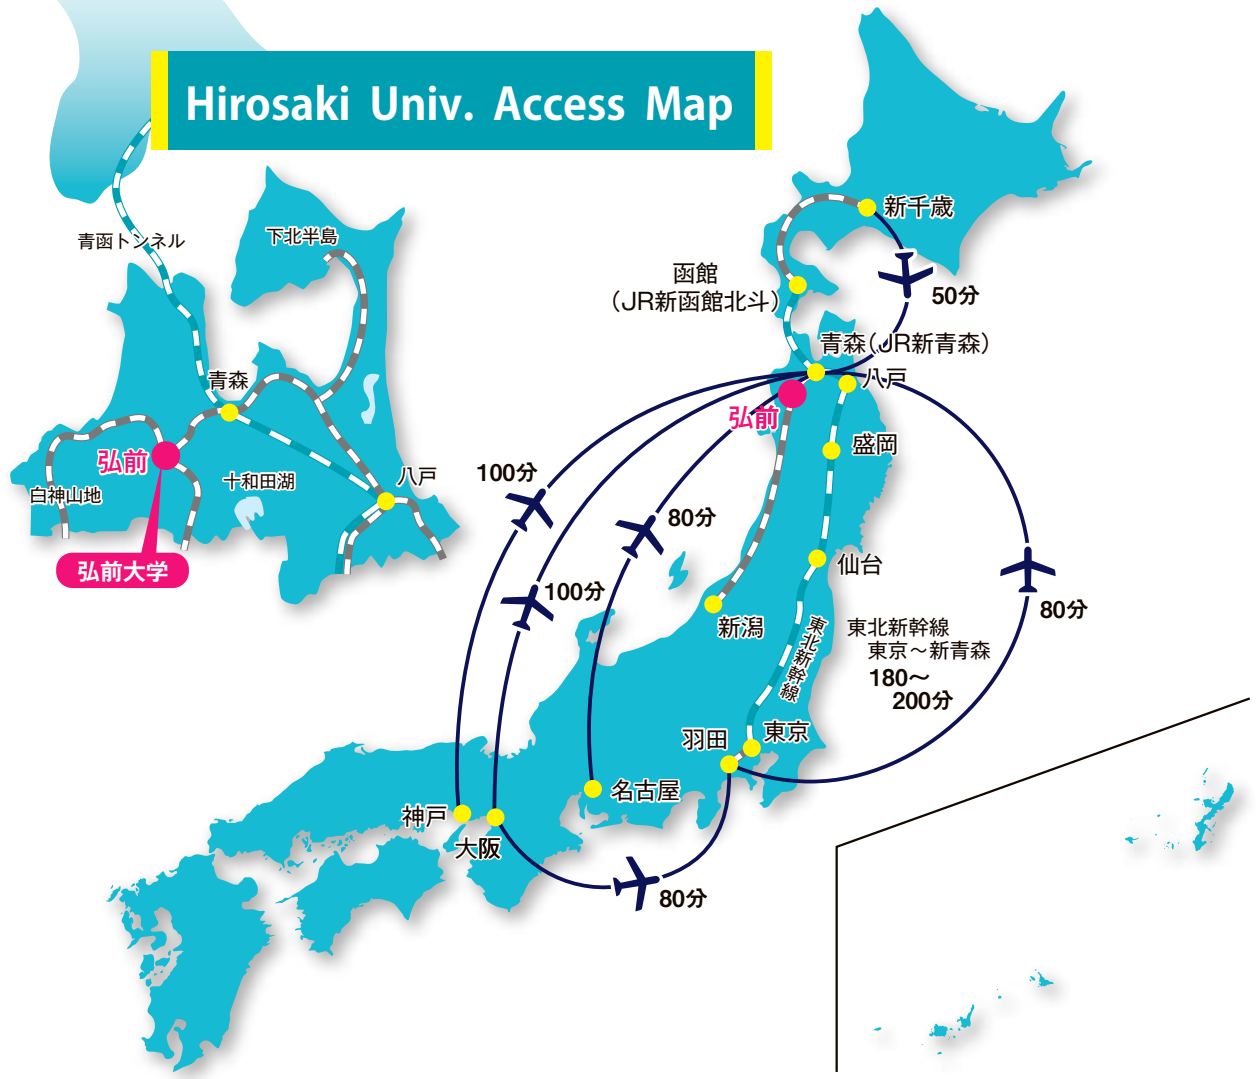 Hirosaki Univ. Access Map
青函トンネル
下北半島
青森
弘前
白神山地
十和田湖
八戸
弘前大学
新千歳
50分
函館
（JR新函館北斗）
青森（JR新青森）
八戸
弘前
盛岡
100分
80分
100分
仙台
80分
新潟
東北新幹線
東北新幹線
東京～新青森
180～
200分
羽田
東京
名古屋
神戸
大阪
80分